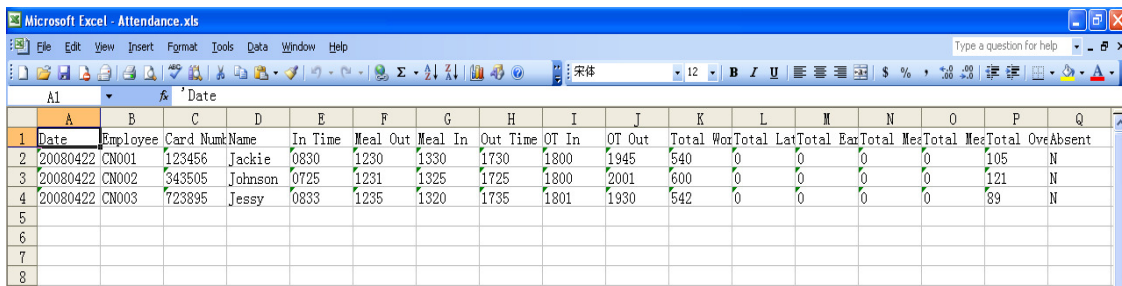 Microsoft Excel - Attendance.xls
File Edit View Insert Format Tools Data Window Help Type a question for help
宋体 12 B I U $ % ,
A1 fx 'Date
A B C D E F G H I J K L M N O P Q
1 Date Employee Card Numb Name In Time Meal Out Meal In Out Time OT In OT Out Total Wor Total Lat Total Ear Total Mea Total Mea Total Ove Absent
2 20080422 CN001 123456 Jackie 0830 1230 1330 1730 1800 1945 540 0 0 0 0 105 N
3 20080422 CN002 343505 Johnson 0725 1231 1325 1725 1800 2001 600 0 0 0 0 121 N
4 20080422 CN003 723895 Jessy 0833 1235 1320 1735 1801 1930 542 0 0 0 0 89 N
5
6
7
8